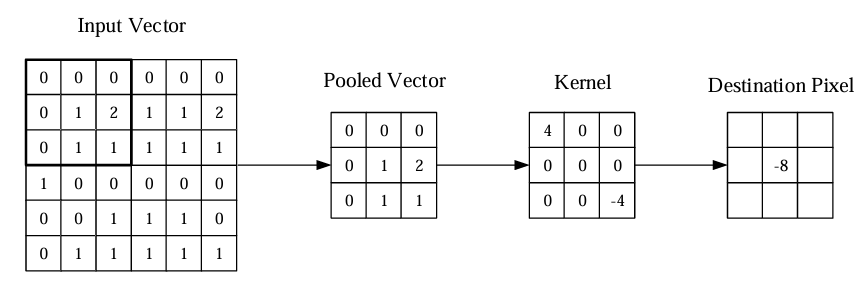 Input Vector
Pooled Vector
Kernel
Destination Pixel
0 0 0 0 0 0
0 1 2 1 1 2
0 1 1 1 1 1
1 0 0 0 0 0
0 0 1 1 1 0
0 1 1 1 1 1
0 0 0
0 1 2
0 1 1
4 0 0
0 0 0
0 0 -4
-8